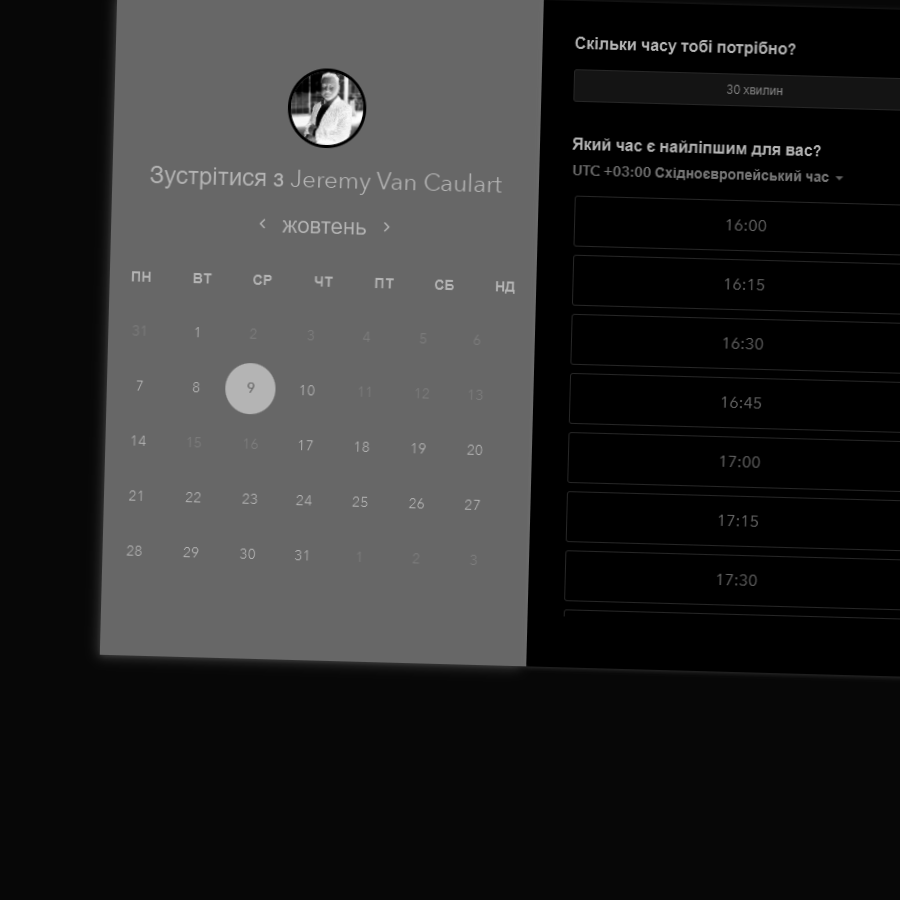 Зустрітися з Jeremy Van Caulart
жовтень
ПН ВТ СР ЧТ ПТ СБ НД
31 1 2 3 4 5 6
7 8 9 10 11 12 13
14 15 16 17 18 19 20
21 22 23 24 25 26 27
28 29 30 31 1 2 3
Скільки часу тобі потрібно?
30 хвилин
Який час є найліпшим для вас?
UTC +03:00 Східноєвропейський час
16:00
16:15
16:30
16:45
17:00
17:15
17:30